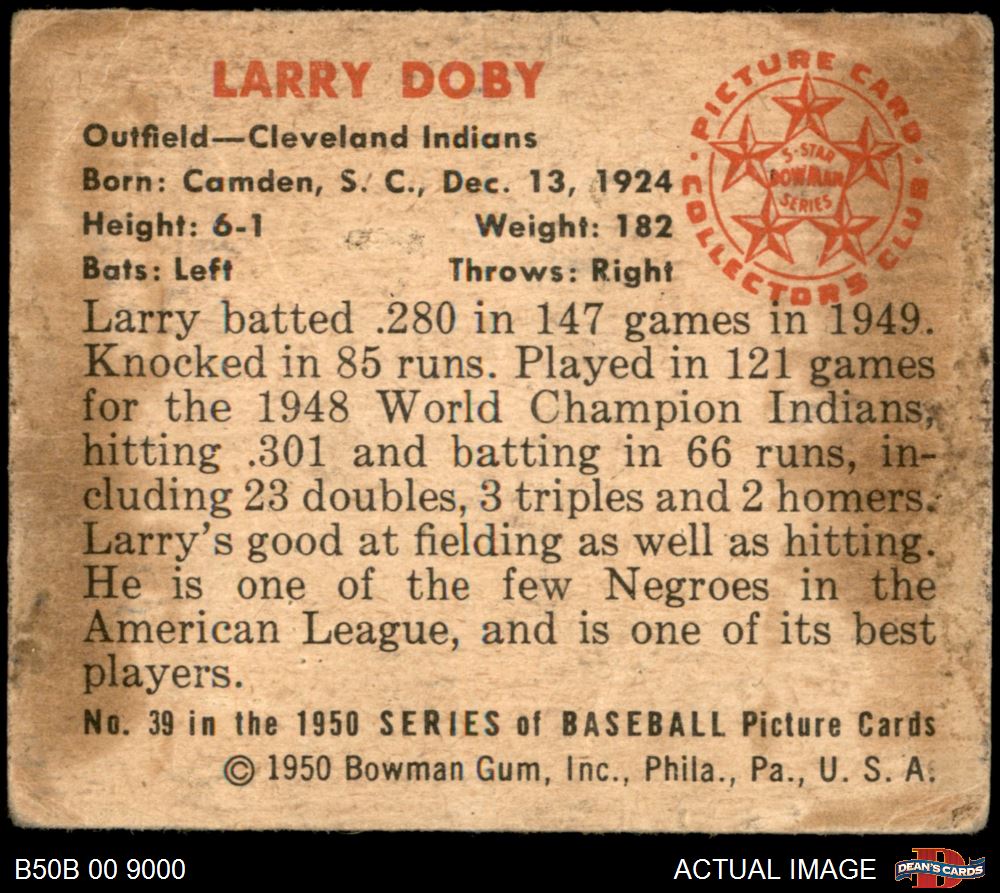 LARRY DOBY
Outfield—Cleveland Indians
Born: Camden, S. C., Dec. 13, 1924
Height: 6-1 Weight: 182
Bats: Left Throws: Right
PICTURE CARD COLLECTORS CLUB
5-STAR
BOWMAN
SERIES
Larry batted .280 in 147 games in 1949.
Knocked in 85 runs. Played in 121 games
for the 1948 World Champion Indians,
hitting .301 and batting in 66 runs, in-
cluding 23 doubles, 3 triples and 2 homers.
Larry's good at fielding as well as hitting.
He is one of the few Negroes in the
American League, and is one of its best
players.
No. 39 in the 1950 SERIES of BASEBALL Picture Cards
© 1950 Bowman Gum, Inc., Phila., Pa., U. S. A.
B50B 00 9000
ACTUAL IMAGE
D
DEAN'S CARDS